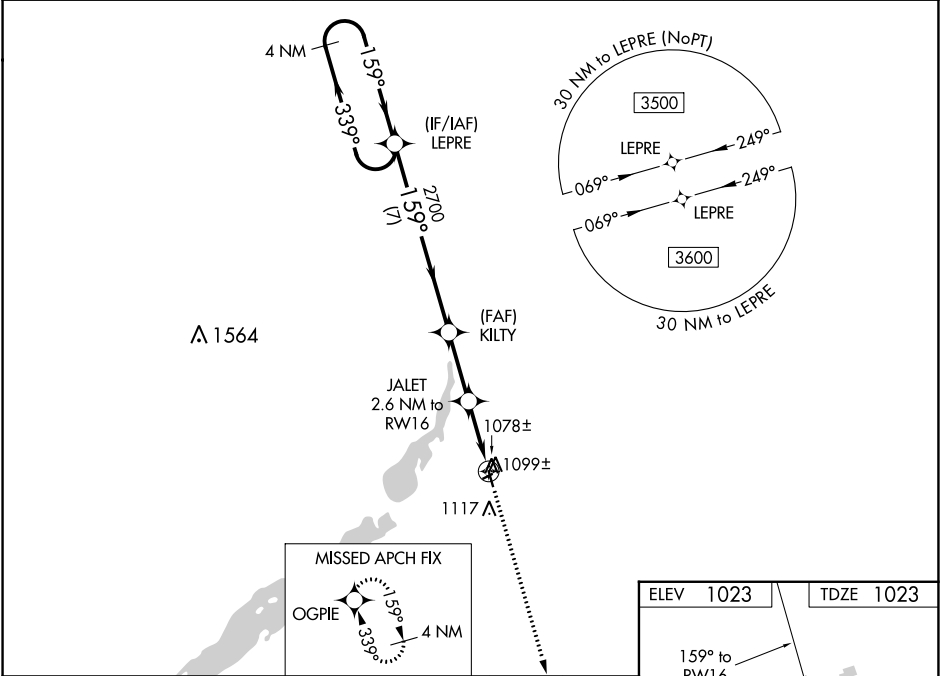 4 NM
159°
339°
(IF/IAF)
LEPRE
2700
159°
(7)
30 NM to LEPRE (NoPT)
3500
LEPRE
249°
069°
249°
069°
LEPRE
3600
30 NM to LEPRE
1564
(FAF)
KILTY
JALET
2.6 NM to
RW16
1078±
1099±
1117
MISSED APCH FIX
OGPIE
159°
339°
4 NM
ELEV 1023
TDZE 1023
159° to
RW16